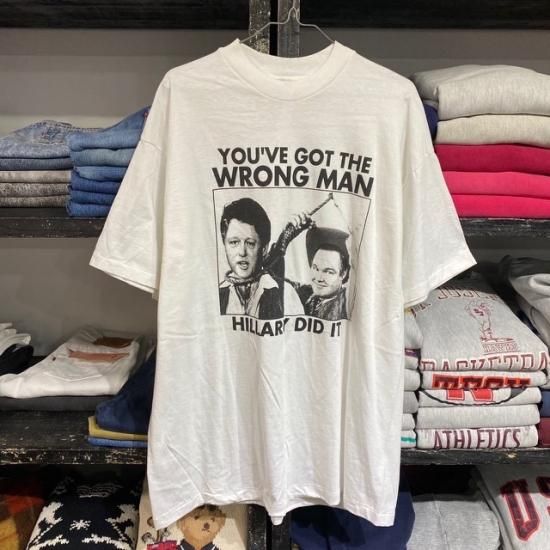 YOU'VE GOT THE
WRONG MAN
HILLARY DID IT
ATHLETICS